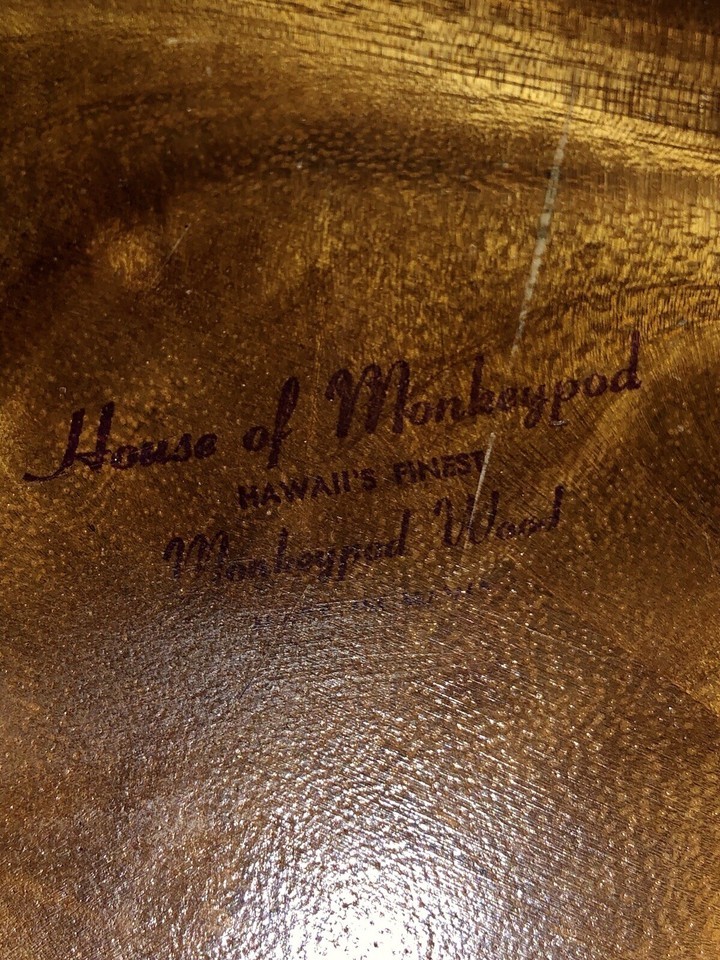 House of Monkeypod
HAWAII'S FINEST
Monkeypod Wood